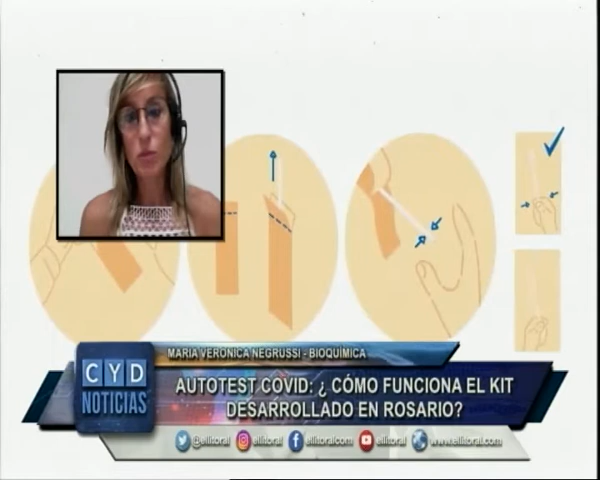 MARIA VERONICA NEGRUSSI - BIOQUÍMICA
CYD
NOTICIAS
AUTOTEST COVID: ¿ CÓMO FUNCIONA EL KIT
DESARROLLADO EN ROSARIO?
@ellitoral
ellitoral
ellitoralcom
ellitoral
www.ellitoral.com